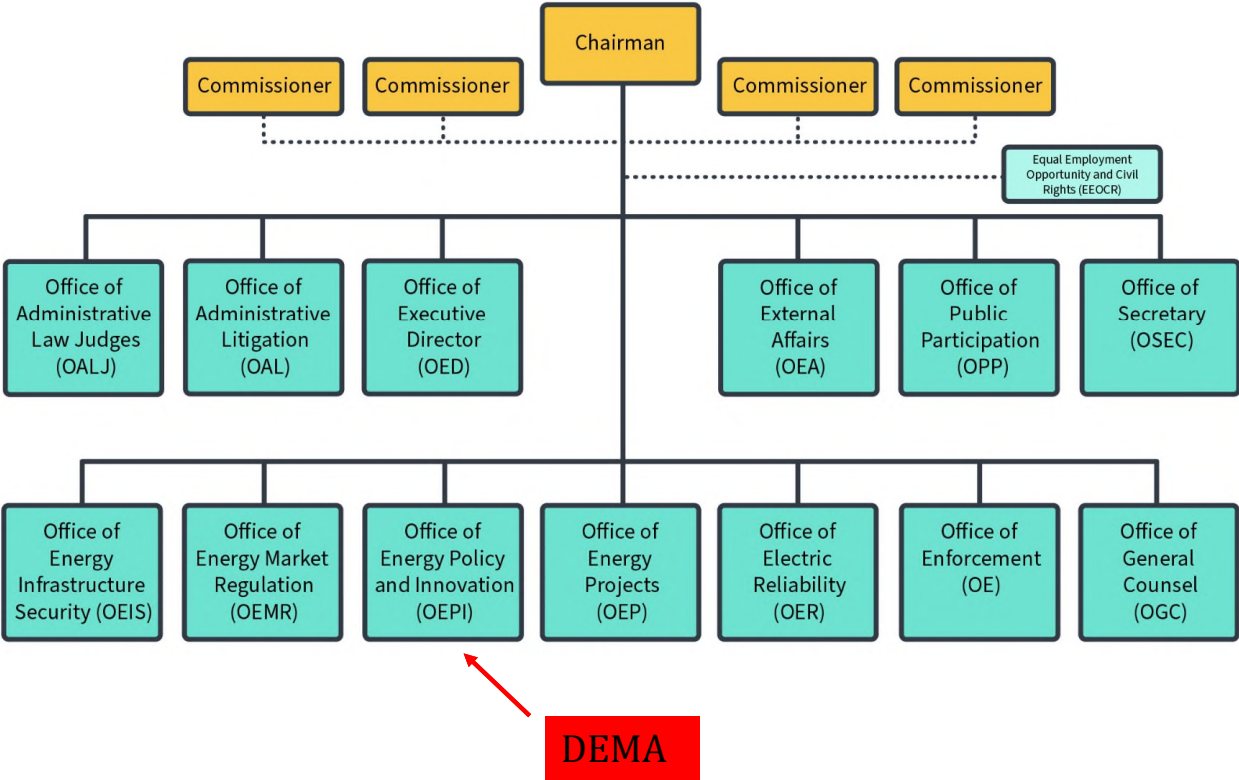 Chairman
Commissioner
Commissioner
Commissioner
Commissioner
Equal Employment
Opportunity and Civil
Rights (EEOCR)
Office of
Administrative
Law Judges
(OALJ)
Office of
Administrative
Litigation
(OAL)
Office of
Executive
Director
(OED)
Office of
External
Affairs
(OEA)
Office of
Public
Participation
(OPP)
Office of
Secretary
(OSEC)
Office of
Energy
Infrastructure
Security (OEIS)
Office of
Energy Market
Regulation
(OEMR)
Office of
Energy Policy
and Innovation
(OEPI)
Office of
Energy
Projects
(OEP)
Office of
Electric
Reliability
(OER)
Office of
Enforcement
(OE)
Office of
General
Counsel
(OGC)
DEMA